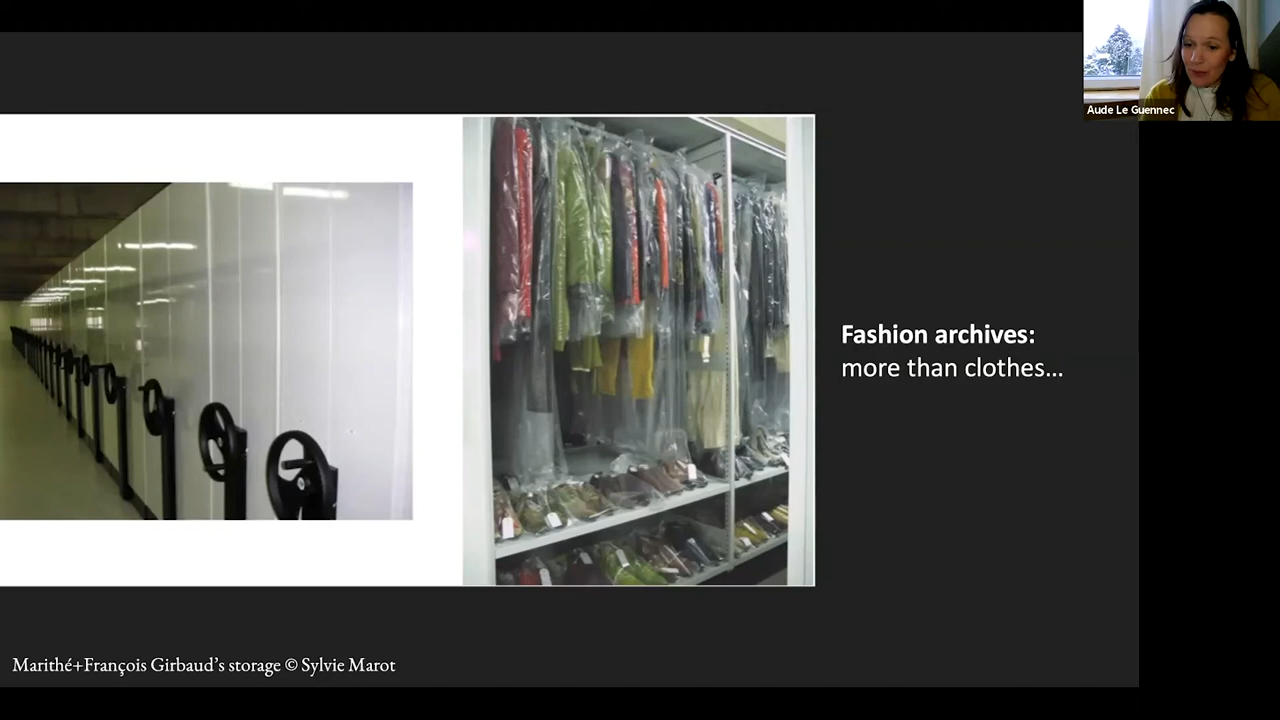 Aude Le Guennec
Fashion archives:
more than clothes...
Marithé+François Girbaud's storage © Sylvie Marot